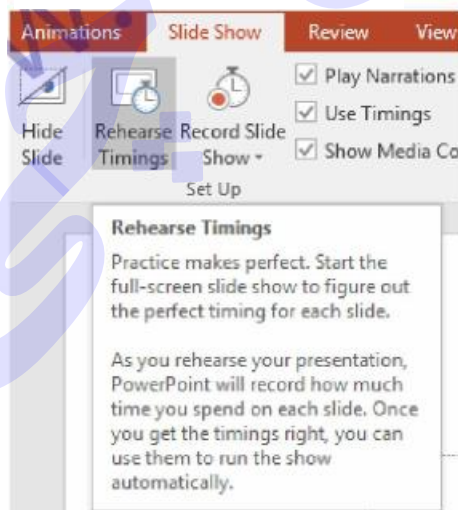 Animations Slide Show Review View
Play Narrations
Use Timings
Show Media Co
Hide Rehearse Record Slide
Slide Timings Show
Set Up
Rehearse Timings
Practice makes perfect. Start the
full-screen slide show to figure out
the perfect timing for each slide.
As you rehearse your presentation,
PowerPoint will record how much
time you spend on each slide. Once
you get the timings right, you can
use them to run the show
automatically.